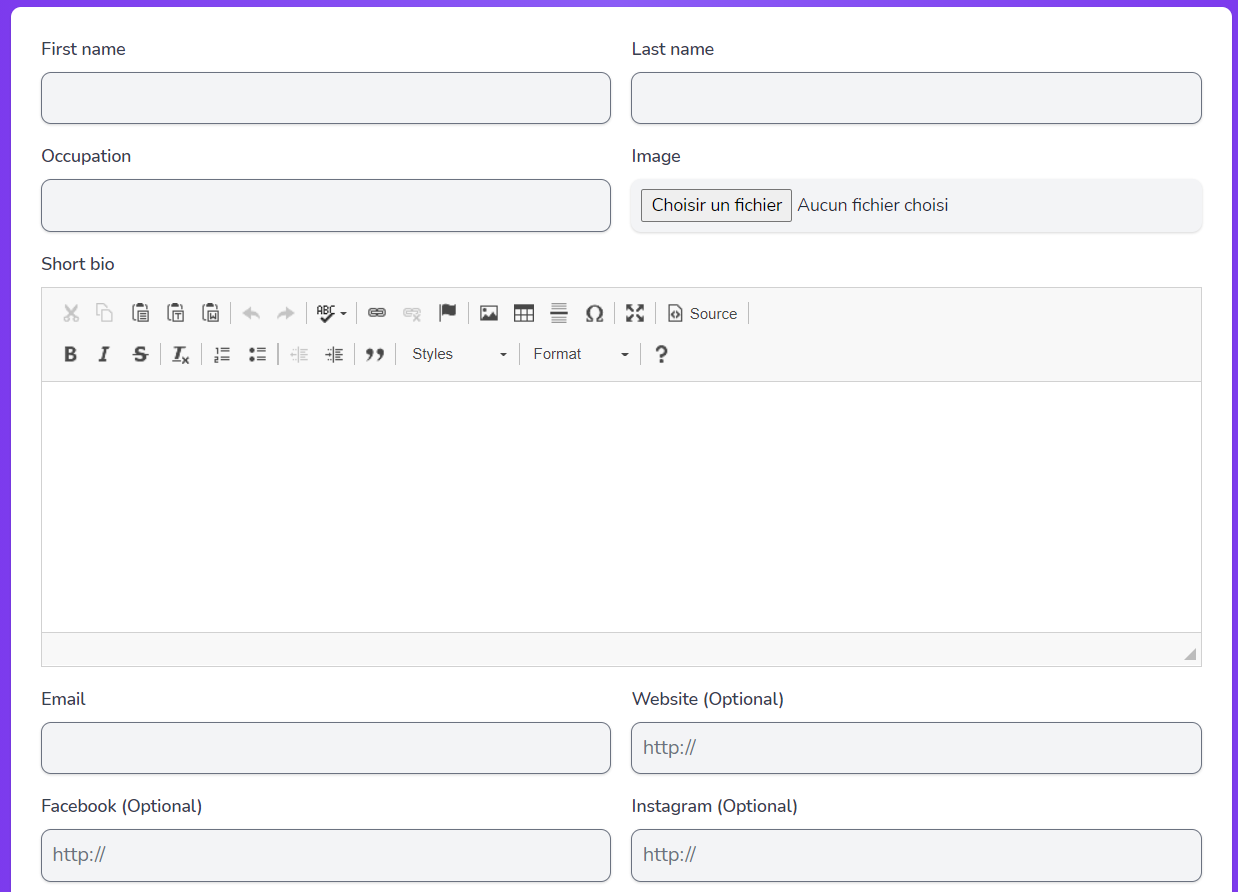 First name
Last name
Occupation
Image
Choisir un fichier Aucun fichier choisi
Short bio
ABC Ω Source
B I S Tx Styles Format ?
Email
Website (Optional)
http://
Facebook (Optional)
Instagram (Optional)
http://
http://